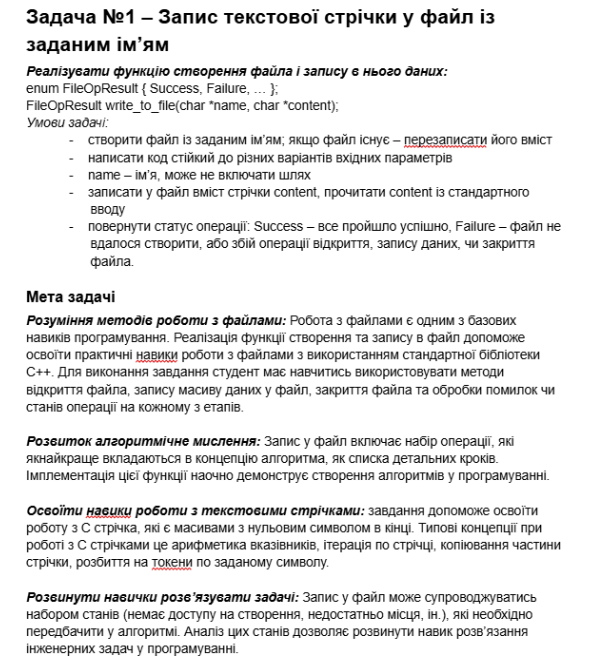 Задача №1 – Запис текстової стрічки у файл із
заданим ім’ям
Реалізувати функцію створення файла і запису в нього даних:
enum FileOpResult { Success, Failure, … };
FileOpResult write_to_file(char *name, char *content);
Умови задачі:
- створити файл із заданим ім’ям; якщо файл існує – перезаписати його вміст
- написати код стійкий до різних варіантів вхідних параметрів
- name – ім’я, може не включати шлях
- записати у файл вміст стрічки content, прочитати content із стандартного
вводу
- повернути статус операції: Success – все пройшло успішно, Failure – файл не
вдалося створити, або збій операції відкриття, запису даних, чи закриття
файла.
Мета задачі
Розуміння методів роботи з файлами: Робота з файлами є одним з базових
навиків програмування. Реалізація функції створення та запису в файл допоможе
освоїти практичні навики роботи з файлами з використанням стандартної бібліотеки
C++. Для виконання завдання студент має навчитись використовувати методи
відкриття файла, запису масиву даних у файл, закриття файла та обробки помилок чи
станів операції на кожному з етапів.
Розвиток алгоритмічне мислення: Запис у файл включає набір операції, які
якнайкраще вкладаються в концепцію алгоритма, як списка детальних кроків.
Імплементація цієї функції наочно демонструє створення алгоритмів у програмуванні.
Освоїти навики роботи з текстовими стрічками: завдання допоможе освоїти
роботу з C стрічка, які є масивами з нульовим символом в кінці. Типові концепції при
роботі з C стрічками це арифметика вказівників, ітерація по стрічці, копіювання частини
стрічки, розбиття на токени по заданому символу.
Розвинути навички розв’язувати задачі: Запис у файл може супроводжуватись
набором станів (немає доступу на створення, недостатньо місця, ін.), які необхідно
передбачити у алгоритмі. Аналіз цих станів дозволяє розвинути навик розв’язання
інженерних задач у програмуванні.